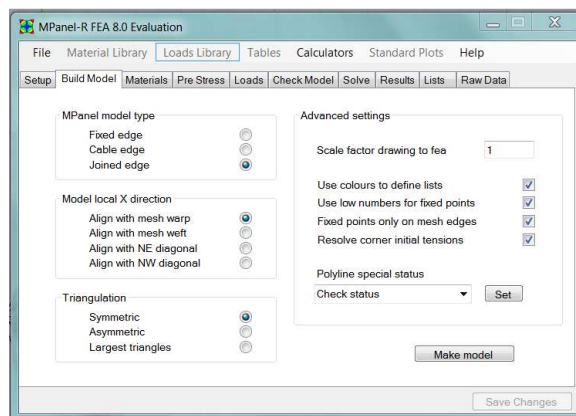 MPanel-R FEA 8.0 Evaluation
File Material Library Loads Library Tables Calculators Standard Plots Help
Setup Build Model Materials Pre Stress Loads Check Model Solve Results Lists Raw Data
MPanel model type
Fixed edge
Cable edge
Joined edge
Model local X direction
Align with mesh warp
Align with mesh weft
Align with NE diagonal
Align with NW diagonal
Triangulation
Symmetric
Asymmetric
Largest triangles
Advanced settings
Scale factor drawing to fea 1
Use colours to define lists
Use low numbers for fixed points
Fixed points only on mesh edges
Resolve corner initial tensions
Polyline special status
Check status Set
Make model
Save Changes